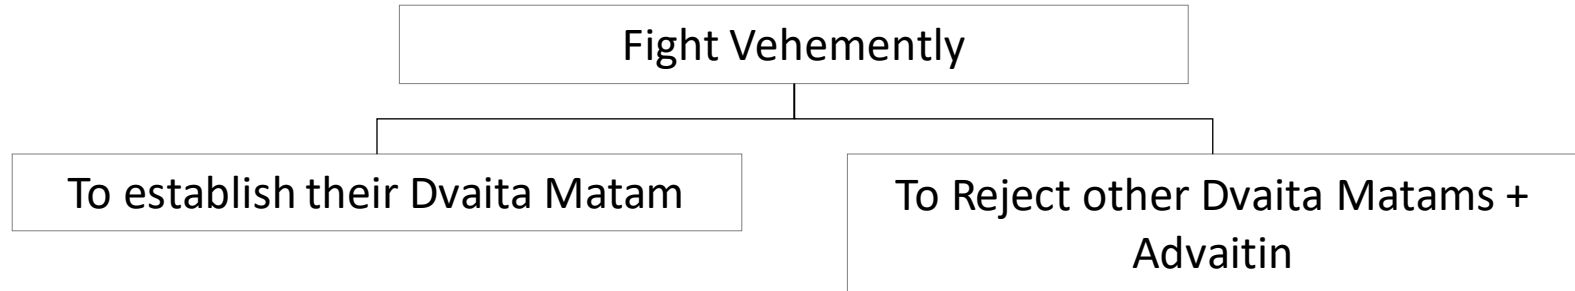 Fight Vehemently
To establish their Dvaita Matam
To Reject other Dvaita Matams +
Advaitin